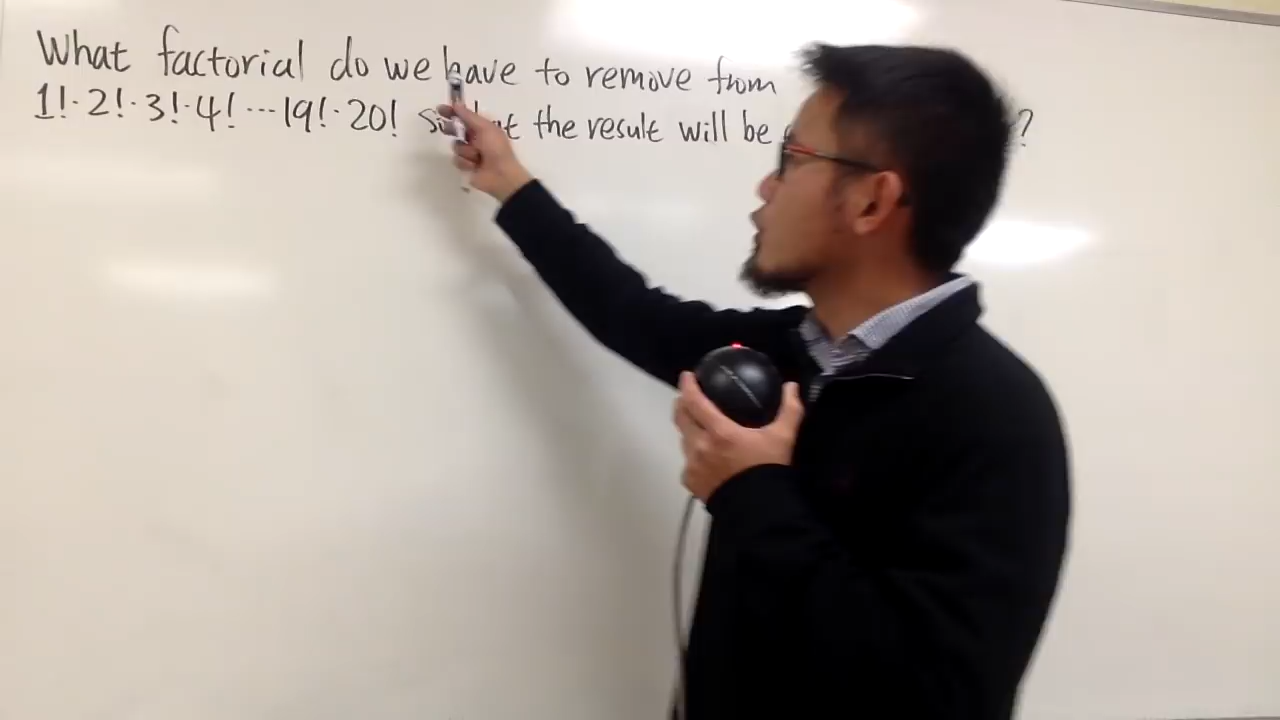 What factorial do we have to remove from
1!·2!·3!·4!···19!·20! the result will be ?